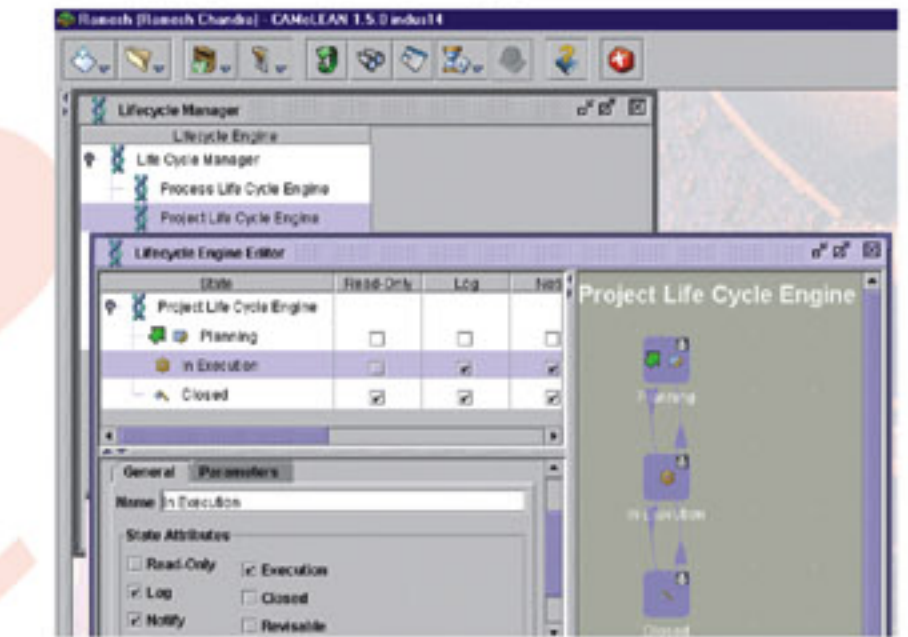 Ramesh (Ramesh Chandra) - CAMeLEAN 1.5.0 indus14
Lifecycle Manager
Lifecycle Engine
Life Cycle Manager
Process Life Cycle Engine
Project Life Cycle Engine
Lifecycle Engine Editor
State Read-Only Log Noti
Project Life Cycle Engine
Planning
In Execution
Closed
General Parameters
Name In Execution
State Attributes
Read-Only Execution
Log Closed
Notify Revisable
Project Life Cycle Engine
Planning
In Execution
Closed